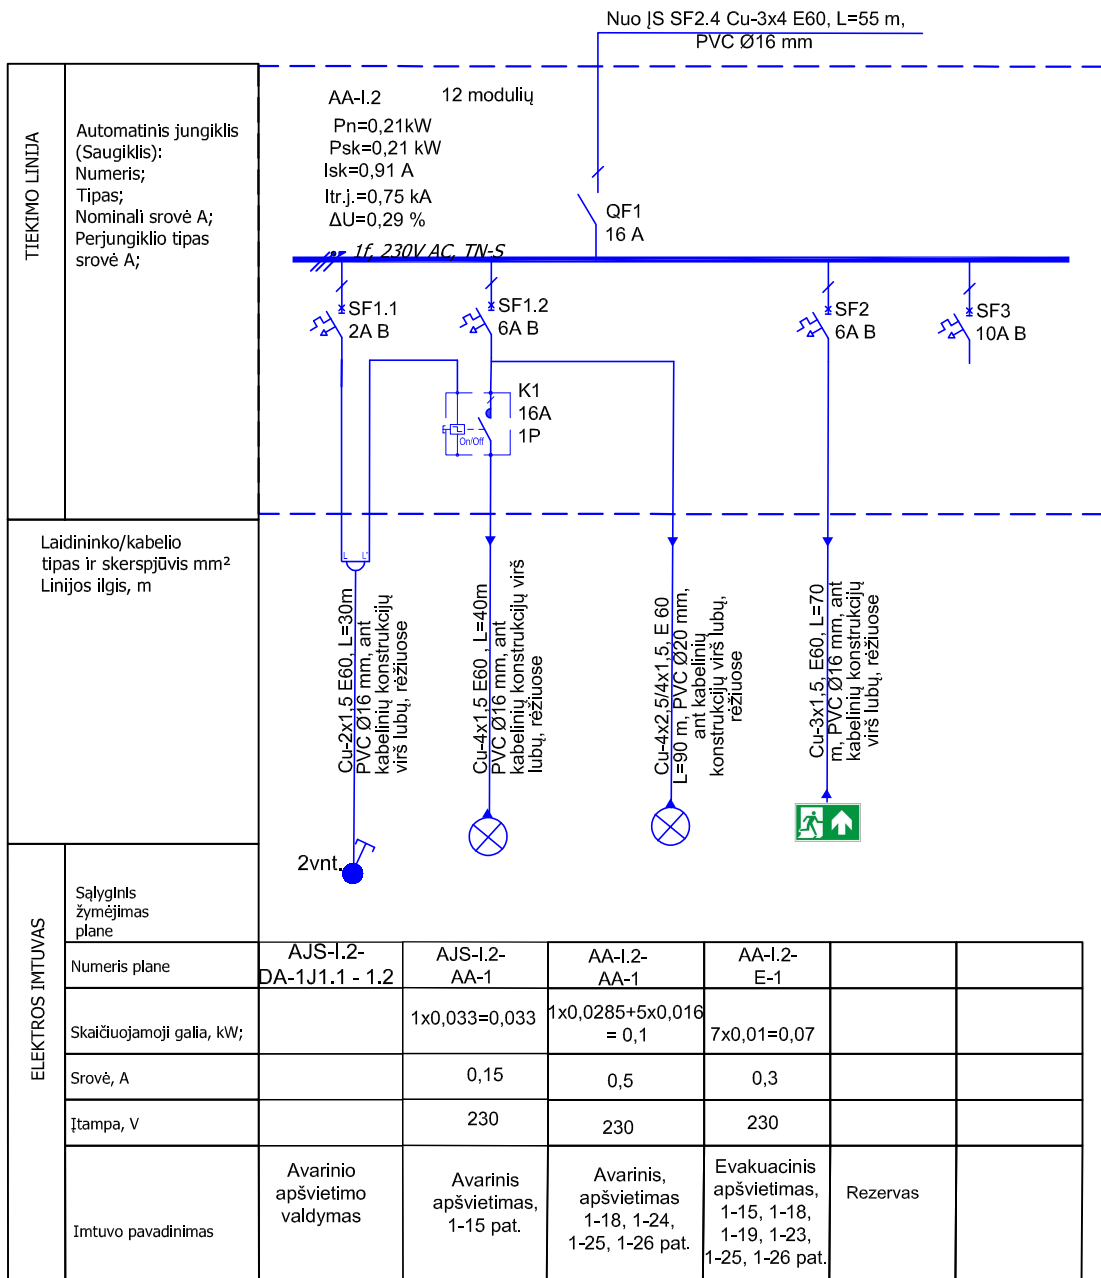 Nuo ĮS SF2.4 Cu-3x4 E60, L=55 m,
PVC Ø16 mm
TIEKIMO LINIJA
Automatinis jungiklis
(Saugiklis):
Numeris;
Tipas;
Nominali srovė A;
Perjungiklio tipas
srovė A;
AA-I.2
12 modulių
Pn=0,21kW
Psk=0,21 kW
Isk=0,91 A
Itr.j.=0,75 kA
ΔU=0,29 %
QF1
16 A
1f, 230V AC, TN-S
SF1.1
2A B
SF1.2
6A B
SF2
6A B
SF3
10A B
K1
16A
1P
On/Off
Laidininko/kabelio
tipas ir skerspjūvis mm²
Linijos ilgis, m
L L'
Cu-2x1,5 E60, L=30m
PVC Ø16 mm, ant
kabelinių konstrukcijų
virš lubų, rėžiuose
Cu-4x1,5 E60 , L=40m
PVC Ø16 mm, ant
kabelinių konstrukcijų virš
lubų, rėžiuose
Cu-4x2,5/4x1,5, E 60
L=90 m, PVC Ø20 mm,
ant kabelinių
konstrukcijų virš lubų,
rėžiuose
Cu-3x1,5, E60, L=70
m, PVC Ø16 mm, ant
kabelinių konstrukcijų
virš lubų, rėžiuose
2vnt.
ELEKTROS IMTUVAS
Sąlyginis
žymėjimas
plane
Numeris plane
AJS-I.2-
DA-1J1.1 - 1.2
AJS-I.2-
AA-1
AA-I.2-
AA-1
AA-I.2-
E-1
Skaičiuojamoji galia, kW;
1x0,033=0,033
1x0,0285+5x0,016
= 0,1
7x0,01=0,07
Srovė, A
0,15
0,5
0,3
Įtampa, V
230
230
230
Imtuvo pavadinimas
Avarinio
apšvietimo
valdymas
Avarinis
apšvietimas,
1-15 pat.
Avarinis,
apšvietimas
1-18, 1-24,
1-25, 1-26 pat.
Evakuacinis
apšvietimas,
1-15, 1-18,
1-19, 1-23,
1-25, 1-26 pat.
Rezervas